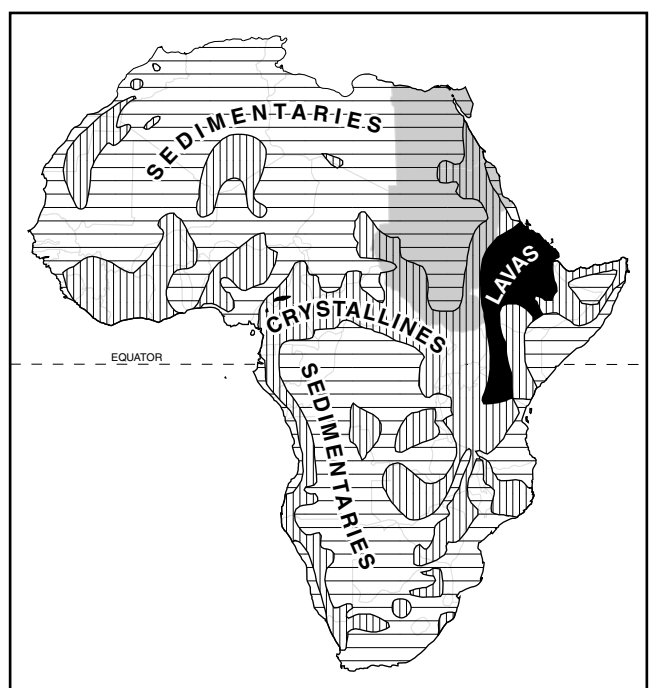 SEDIMENTARIES
LAVAS
CRYSTALLINES
EQUATOR
SEDIMENTARIES